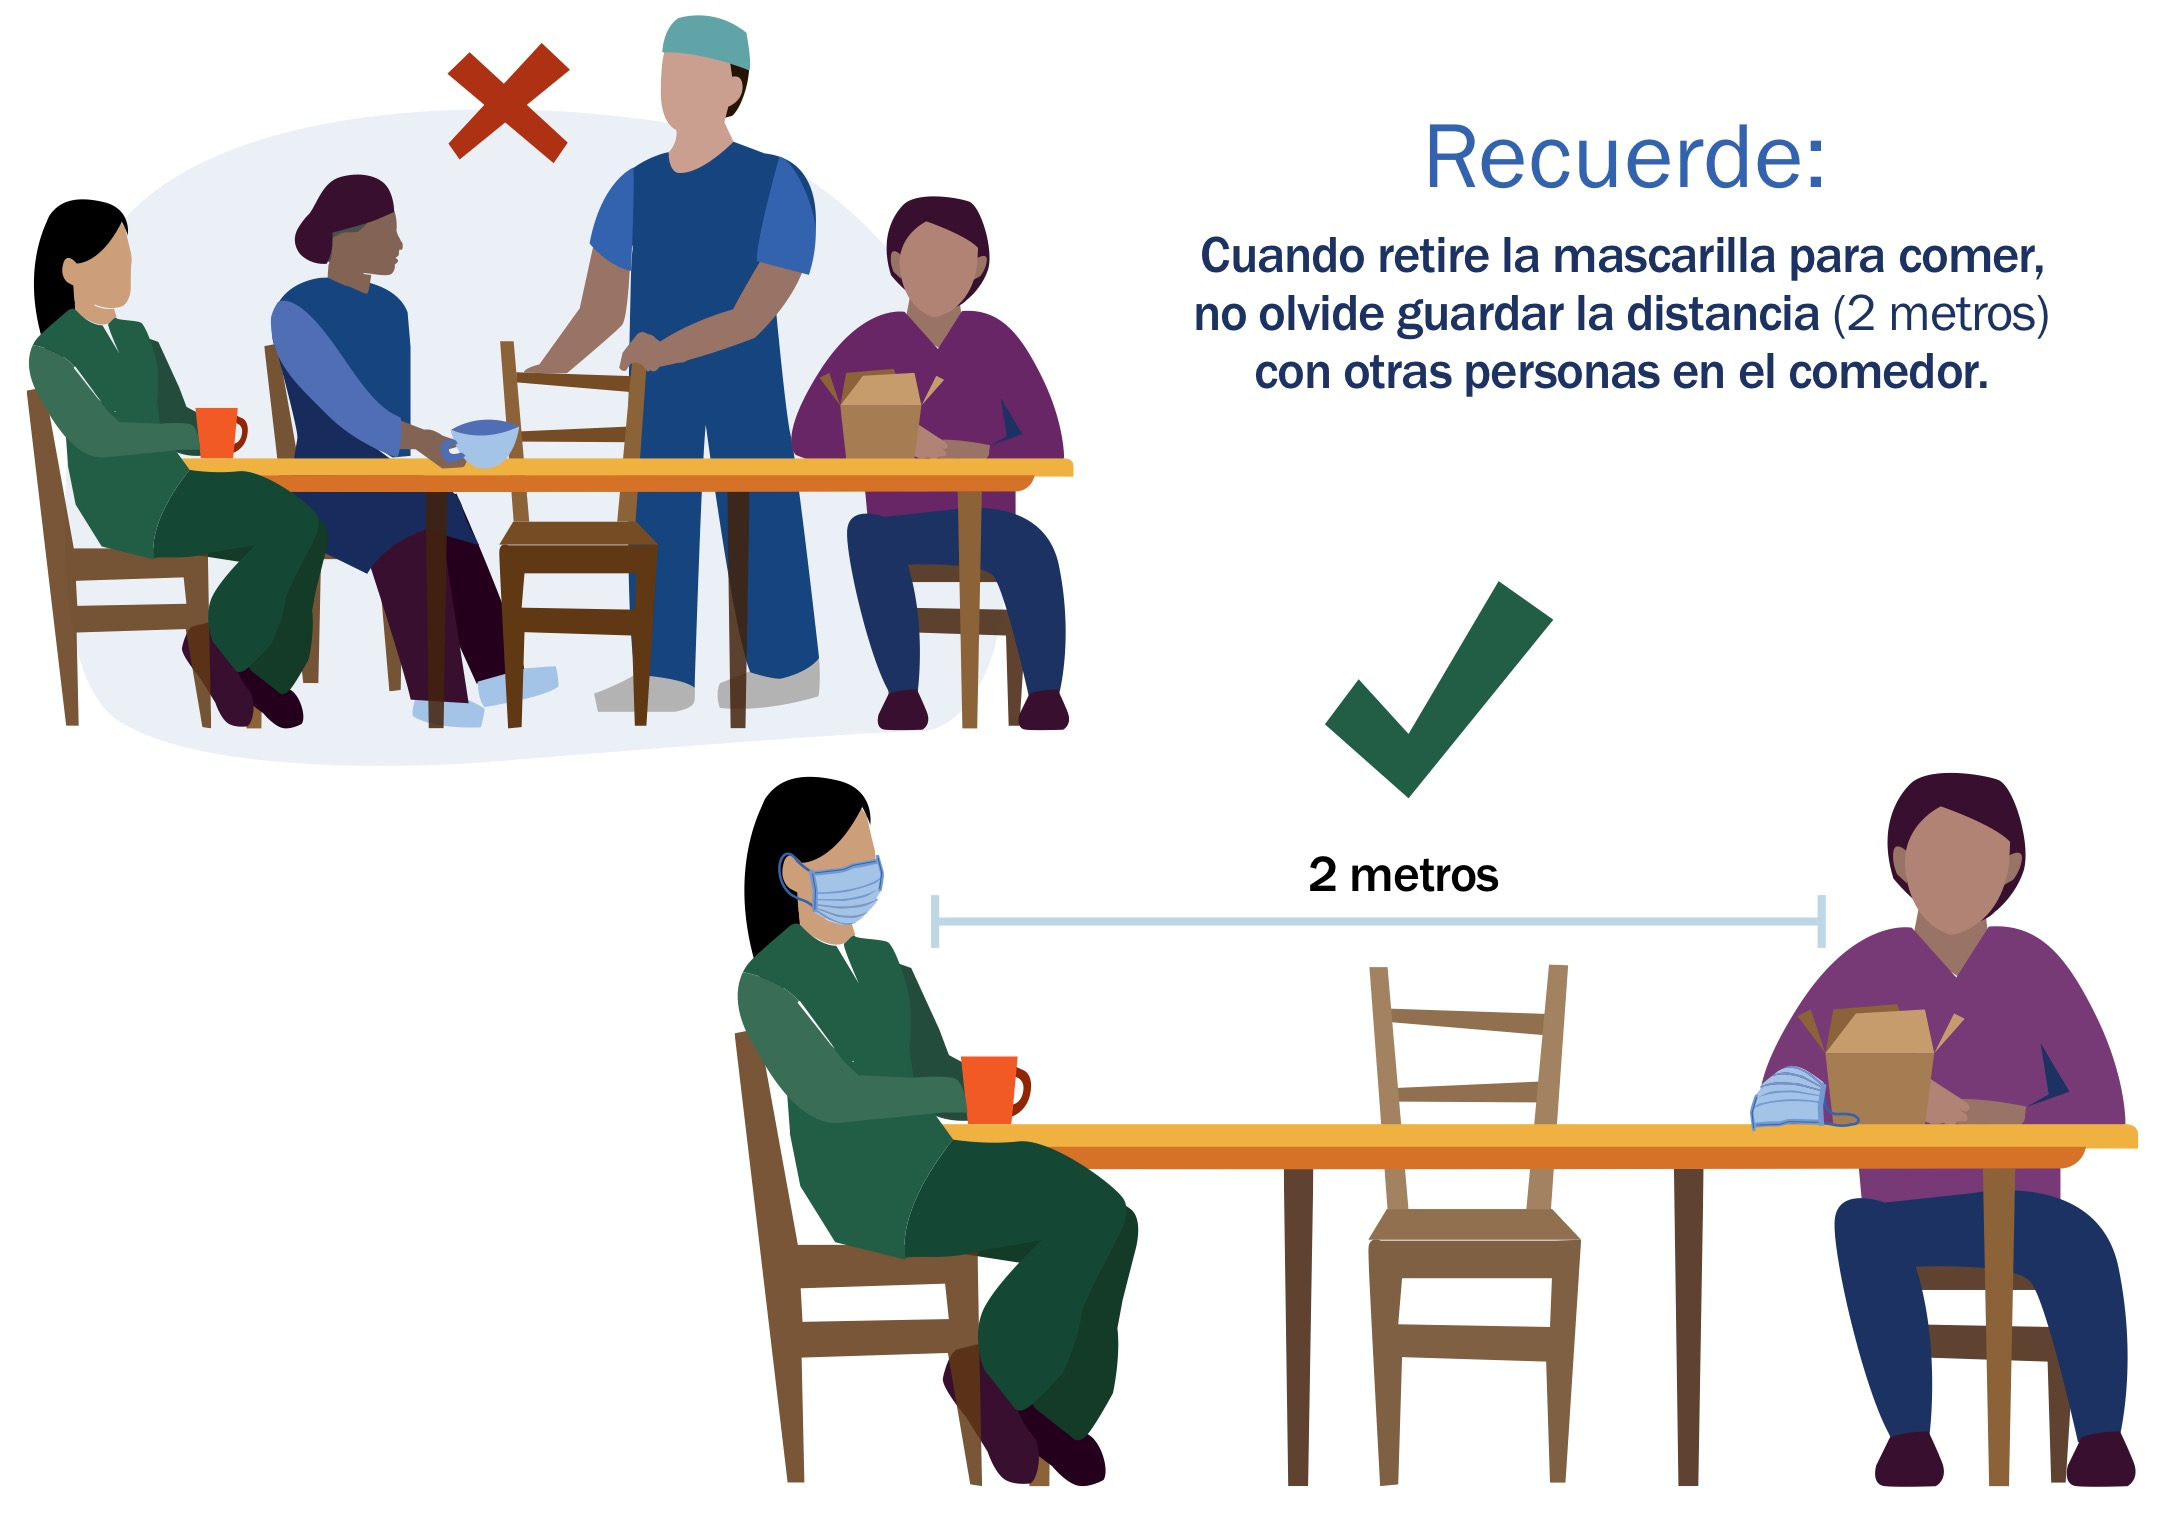 Recuerde:
Cuando retire la mascarilla para comer,
no olvide guardar la distancia (2 metros)
con otras personas en el comedor.
2 metros